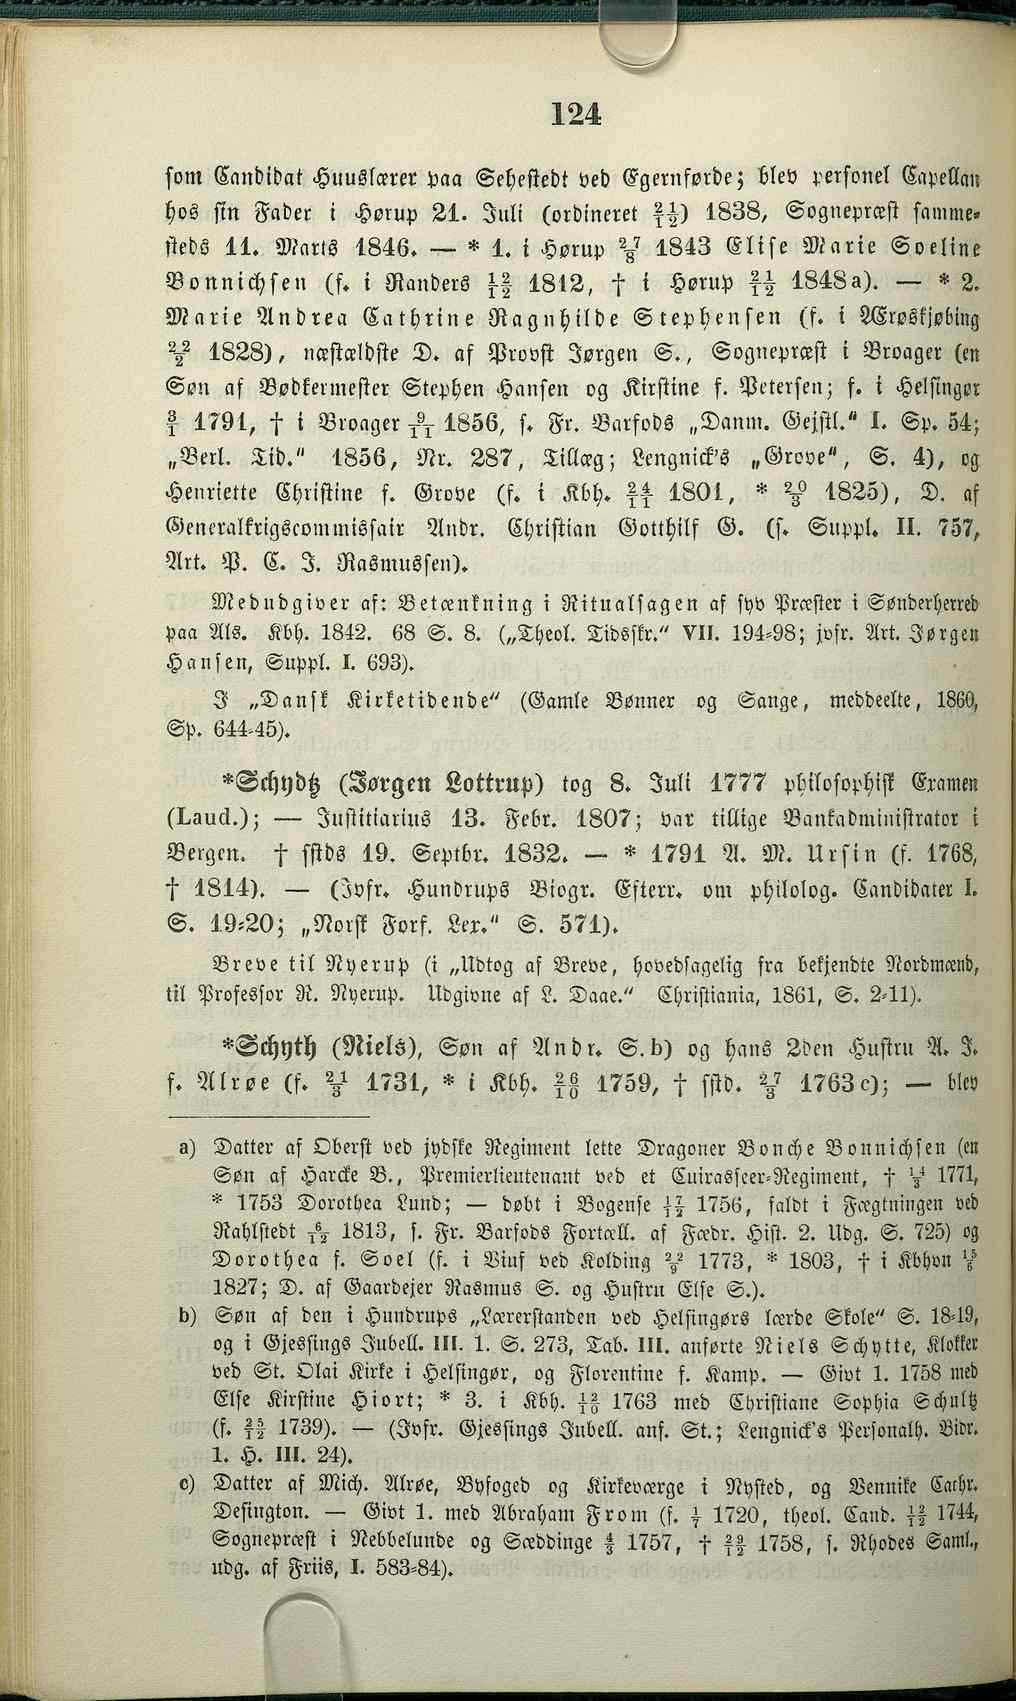 124
som Candidat Huuslærer paa Sehestedt ved Egernførde; blev personel Capellan
hos sin Fader i Hørup 21. Juli (ordineret 21/12) 1838, Sognepræst samme-
steds 11. Marts 1846. — * 1. i Hørup 27/8 1843 Elise Marie Soeline
Bonnichsen (f. i Randers 12/12 1812, † i Hørup 21/12 1848 a). — * 2.
Marie Andrea Cathrine Ragnhilde Stephensen (f. i Ærøskjøbing
22/2 1828), næstældste D. af Provst Jørgen S., Sognepræst i Broager (en
Søn af Bødkermester Stephen Hansen og Kirstine f. Petersen; f. i Helsingør
3/1 1791, † i Broager 9/11 1856, s. Fr. Barfods „Danm. Gejstl.“ I. Sp. 54;
„Berl. Tid.“ 1856, Nr. 287, Tillæg; Lengnick's „Grove“, S. 4), og
Henriette Christine f. Grove (f. i Kbh. 24/11 1801, * 20/3 1825), D. af
Generalkrigscommissair Andr. Christian Gotthilf G. (s. Suppl. II. 757,
Art. P. C. J. Rasmussen).
Medudgiver af: Betænkning i Ritualsagen af syv Præster i Sønderherred
paa Als. Kbh. 1842. 68 S. 8. („Theol. Tidsskr.“ VII. 194-98; jvfr. Art. Jørgen
Hansen, Suppl. I. 693).
I „Dansk Kirketidende“ (Gamle Bønner og Sange, meddeelte, 1860,
Sp. 644-45).
*Schydtz (Jørgen Lottrup) tog 8. Juli 1777 philosophisk Examen
(Laud.); — Justitiarius 13. Febr. 1807; var tillige Bankadministrator i
Bergen. † sstds 19. Septbr. 1832. — * 1791 A. M. Ursin (f. 1768,
† 1814). — (Jvfr. Hundrups Biogr. Efterr. om philolog. Candidater I.
S. 19-20; „Norsk Forf. Lex.“ S. 571).
Breve til Nyerup (i „Udtog af Breve, hovedsagelig fra bekjendte Nordmænd,
til Professor R. Nyerup. Udgivne af L. Daae.“ Christiania, 1861, S. 2-11).
*Schyth (Niels), Søn af Andr. S. b) og hans 2den Hustru A. J.
f. Alrøe (f. 21/3 1731, * i Kbh. 26/10 1759, † sstd. 27/3 1763 c); — blev
a) Datter af Oberst ved jydske Regiment lette Dragoner Bonche Bonnichsen (en
Søn af Harcke B., Premierlieutenant ved et Cuirasseer-Regiment, † 14/3 1771,
* 1753 Dorothea Lund; — døbt i Bogense 17/12 1756, faldt i Fægtningen ved
Rahlstedt 6/12 1813, s. Fr. Barfods Fortæll. af Fædr. Hist. 2. Udg. S. 725) og
Dorothea f. Soel (f. i Viuf ved Kolding 22/9 1773, * 1803, † i Kbhvn 15/6
1827; D. af Gaardejer Rasmus S. og Hustru Else S.).
b) Søn af den i Hundrups „Lærerstanden ved Helsingørs lærde Skole“ S. 18-19,
og i Gjessings Jubell. III. 1. S. 273, Tab. III. anførte Niels Schytte, Klokker
ved St. Olai Kirke i Helsingør, og Florentine f. Kamp. — Givt 1. 1758 med
Else Kirstine Hiort; * 3. i Kbh. 12/10 1763 med Christiane Sophia Schultz
(f. 25/12 1739). — (Jvfr. Gjessings Jubell. anf. St.; Lengnick's Personalh. Bidr.
1. H. III. 24).
c) Datter af Mich. Alrøe, Byfoged og Kirkeværge i Nysted, og Vennike Cathr.
Desington. — Givt 1. med Abraham From (f. 1/7 1720, theol. Cand. 12/12 1744,
Sognepræst i Nebbelunde og Sæddinge 4/3 1757, † 29/12 1758, s. Rhodes Saml.,
udg. af Friis, I. 583-84).